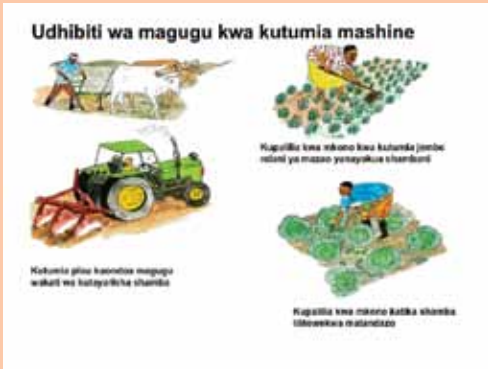 Udhibiti wa magugu kwa kutumia mashine
Kupalilia kwa mkono kwa kutumia jembe
ndani ya mazao yanayokua shambani
Kutumia plau kuondoa magugu
wakati wa kutayarisha shamba
Kupalilia kwa mkono katika shamba
lililowekwa matandazo